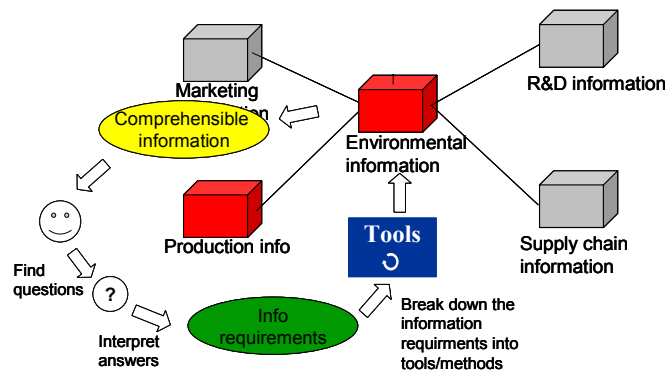 R&D information
Marketing
Comprehensible
information
Environmental
information
Production info
Tools
Supply chain
information
Find
questions
?
Info
requirements
Interpret
answers
Break down the
information
requirments into
tools/methods